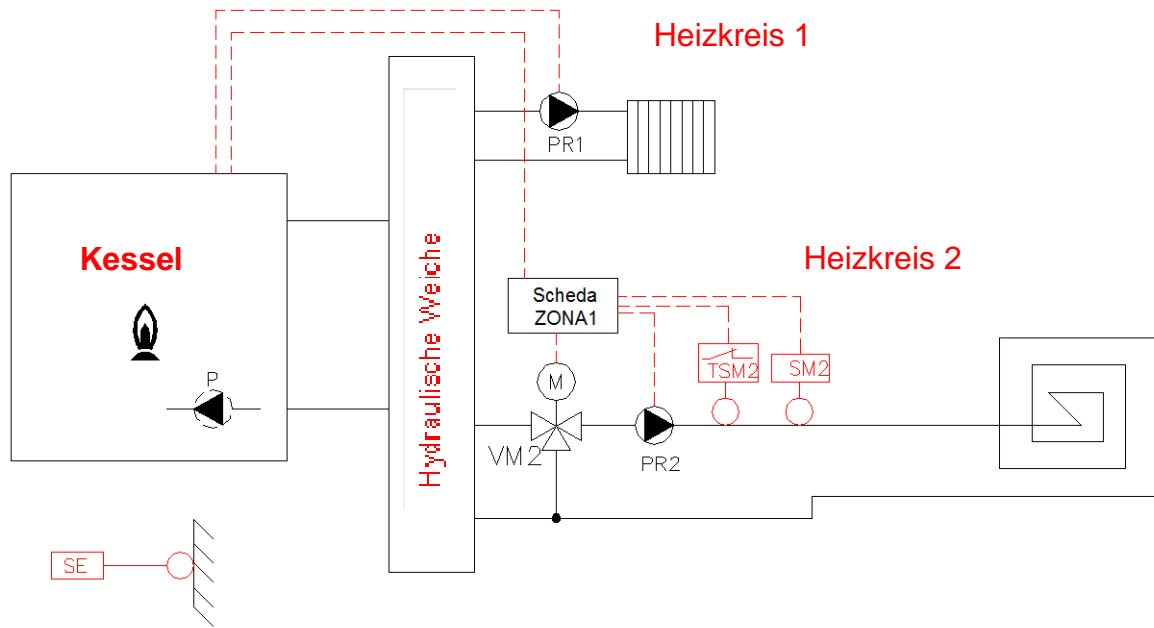 Heizkreis 1
PR1
Kessel
Hydraulische Weiche
Heizkreis 2
Scheda
ZONA1
TSM2
SM2
P
M
VM2
PR2
SE